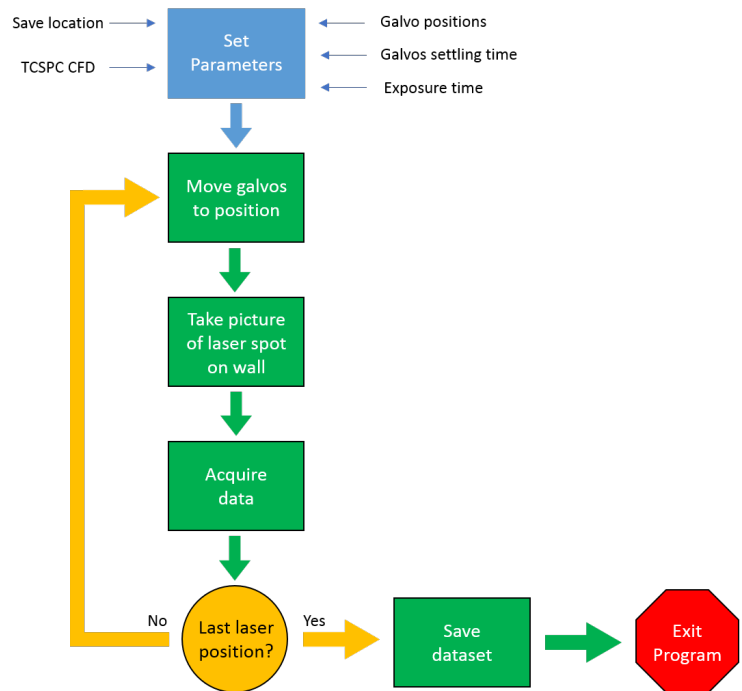 Save location
TCSPC CFD
Set
Parameters
Galvo positions
Galvos settling time
Exposure time
Move galvos
to position
Take picture
of laser spot
on wall
Acquire
data
No
Last laser
position?
Yes
Save
dataset
Exit
Program